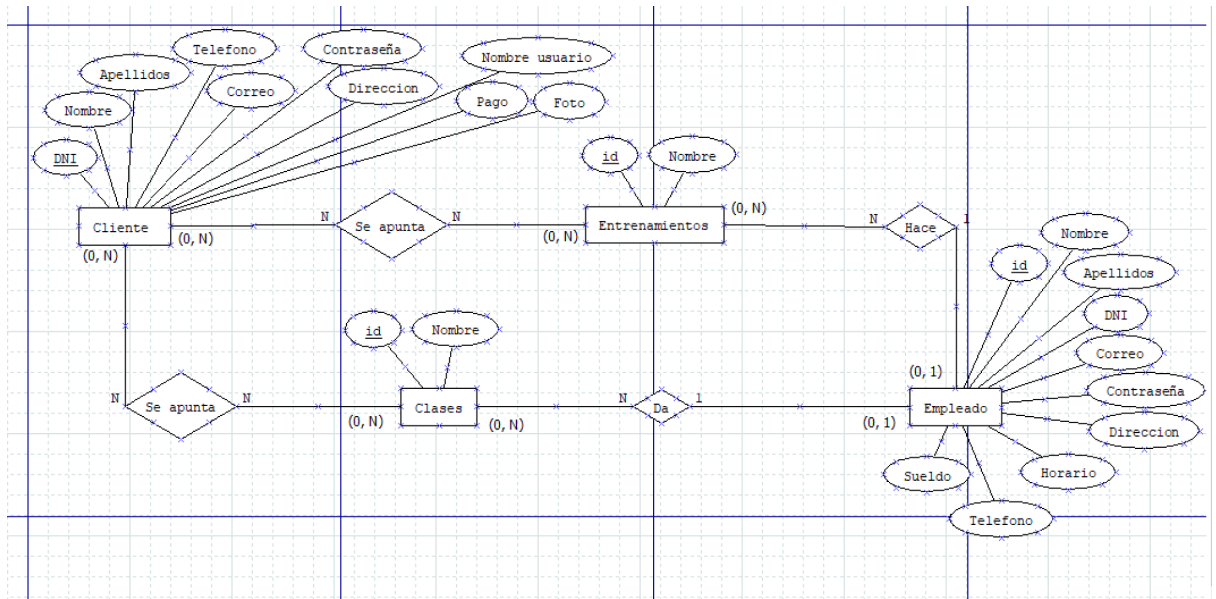 Telefono
Contraseña
Nombre usuario
Apellidos
Correo
Direccion
Pago
Foto
Nombre
DNI
id
Nombre
Cliente
(0, N)
(0, N)
N
Se apunta
N
(0, N)
Entrenamientos
(0, N)
N
Hace
1
Nombre
id
Apellidos
DNI
Correo
Contraseña
Direccion
Horario
Telefono
Sueldo
(0, 1)
Empleado
(0, 1)
id
Nombre
N
Se apunta
N
(0, N)
Clases
(0, N)
N
Da
1